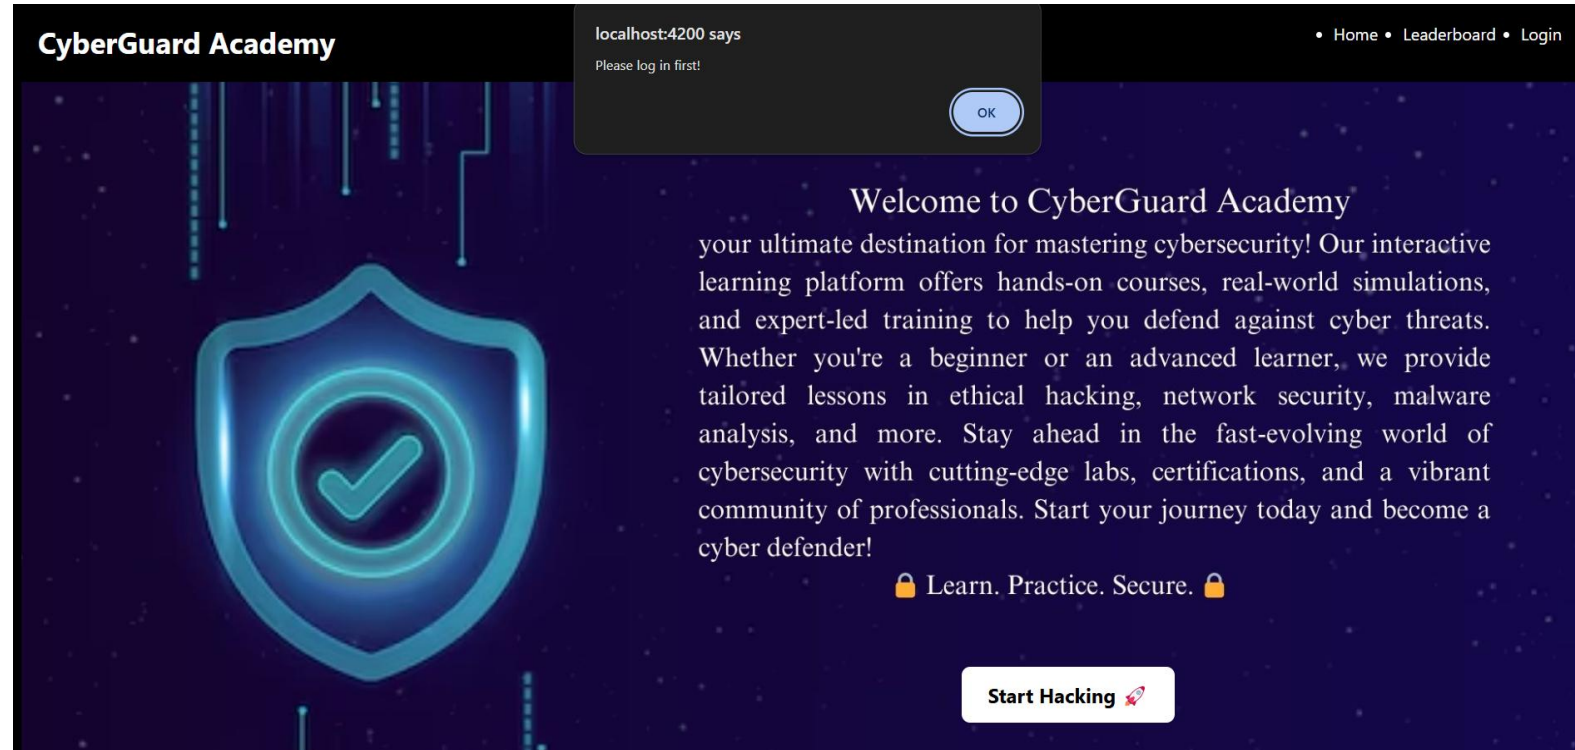 CyberGuard Academy
localhost:4200 says
Please log in first!
OK
• Home • Leaderboard • Login
Welcome to CyberGuard Academy
your ultimate destination for mastering cybersecurity! Our interactive
learning platform offers hands-on courses, real-world simulations,
and expert-led training to help you defend against cyber threats.
Whether you're a beginner or an advanced learner, we provide
tailored lessons in ethical hacking, network security, malware
analysis, and more. Stay ahead in the fast-evolving world of
cybersecurity with cutting-edge labs, certifications, and a vibrant
community of professionals. Start your journey today and become a
cyber defender!
🔒 Learn. Practice. Secure. 🔒
Start Hacking 🚀